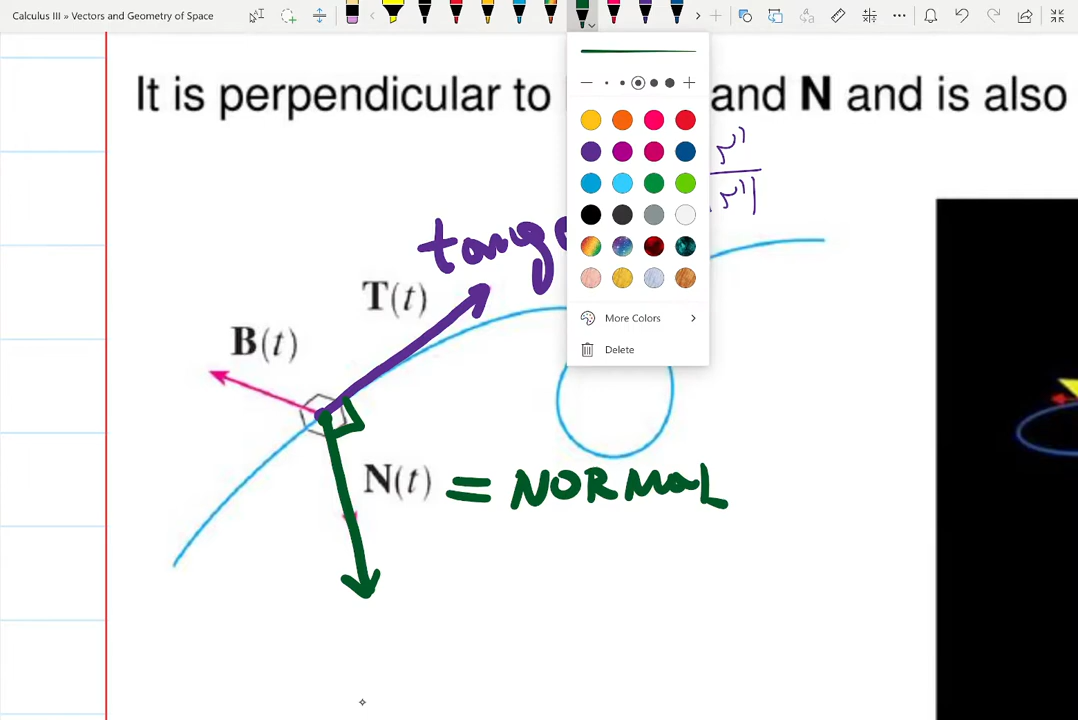 Calculus III » Vectors and Geometry of Space
It is perpendicular to and N and is also
r'
|r'|
tang
T(t)
B(t)
N(t) = NORMAL
More Colors
Delete